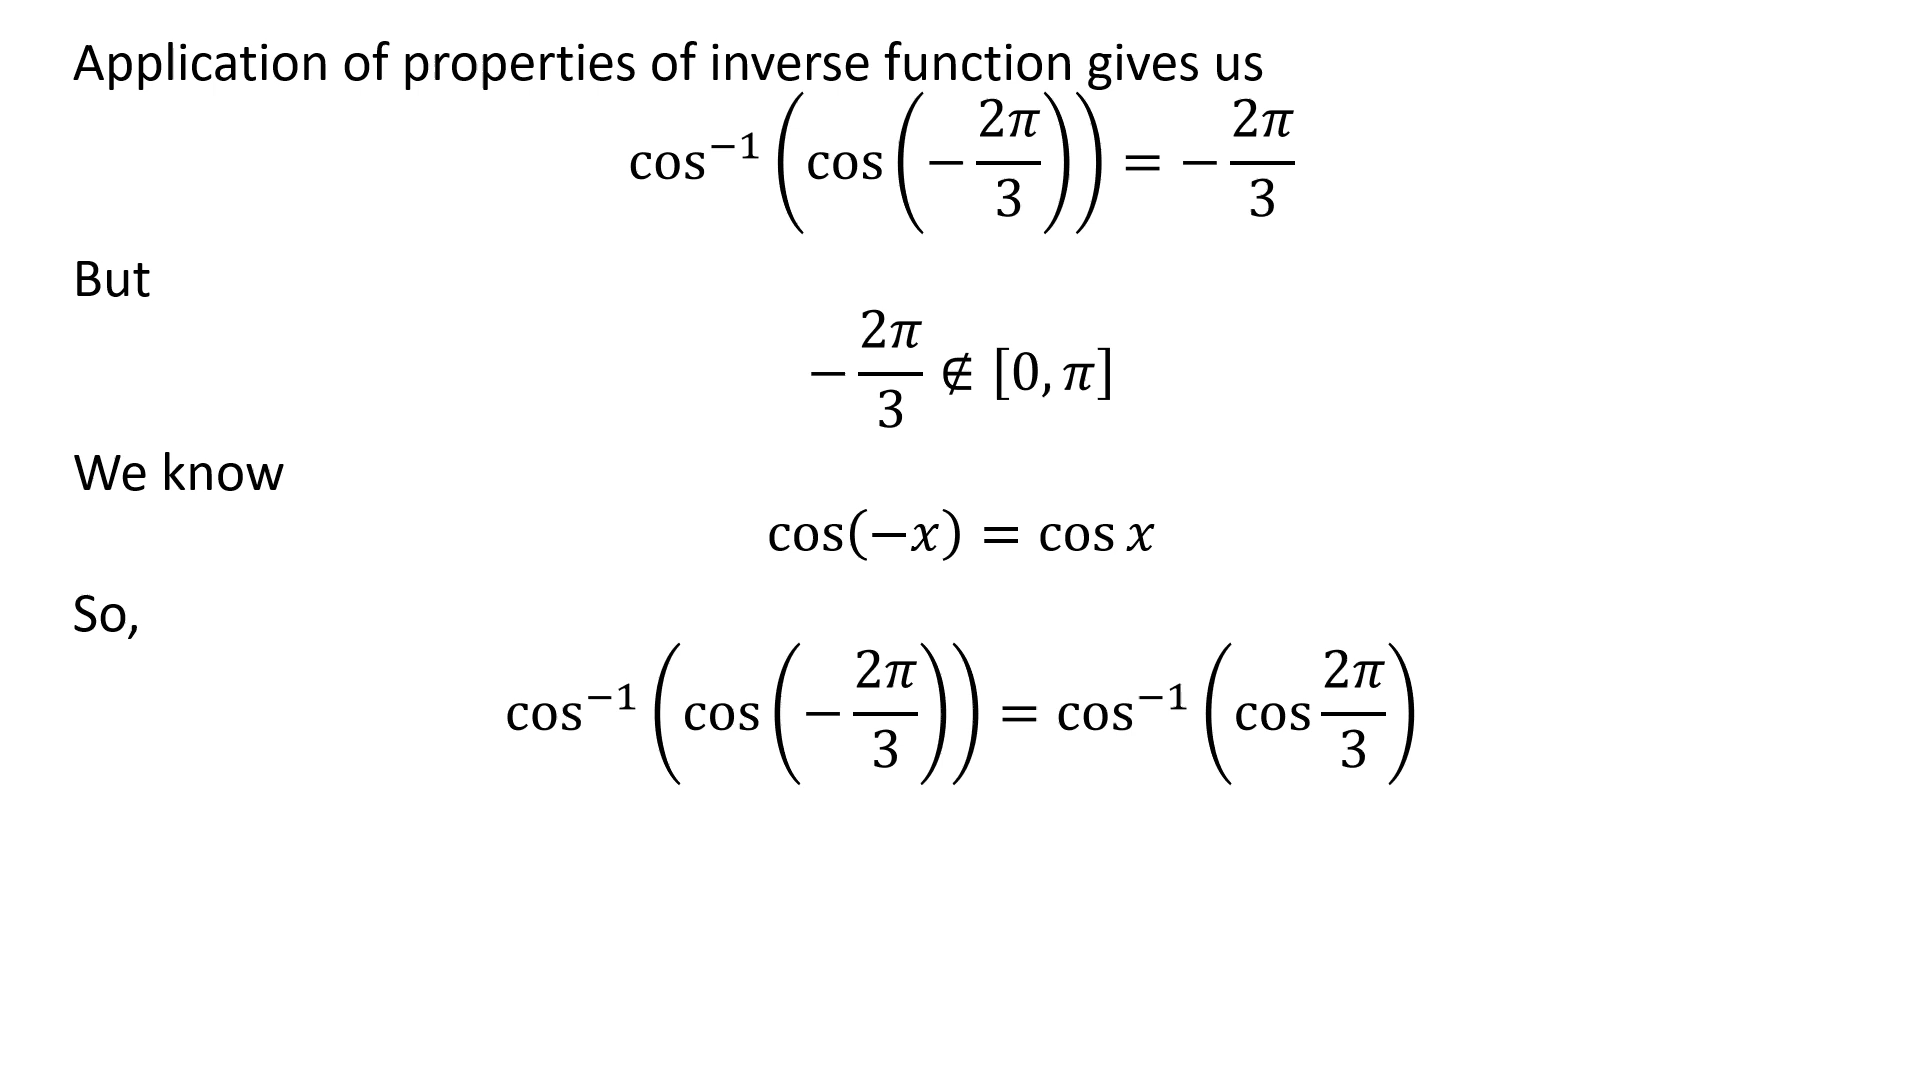 Application of properties of inverse function gives us
cos⁻¹(cos(−2π/3)) = −2π/3
But
−2π/3 ∉ [0, π]
We know
cos(−x) = cos x
So,
cos⁻¹(cos(−2π/3)) = cos⁻¹(cos 2π/3)